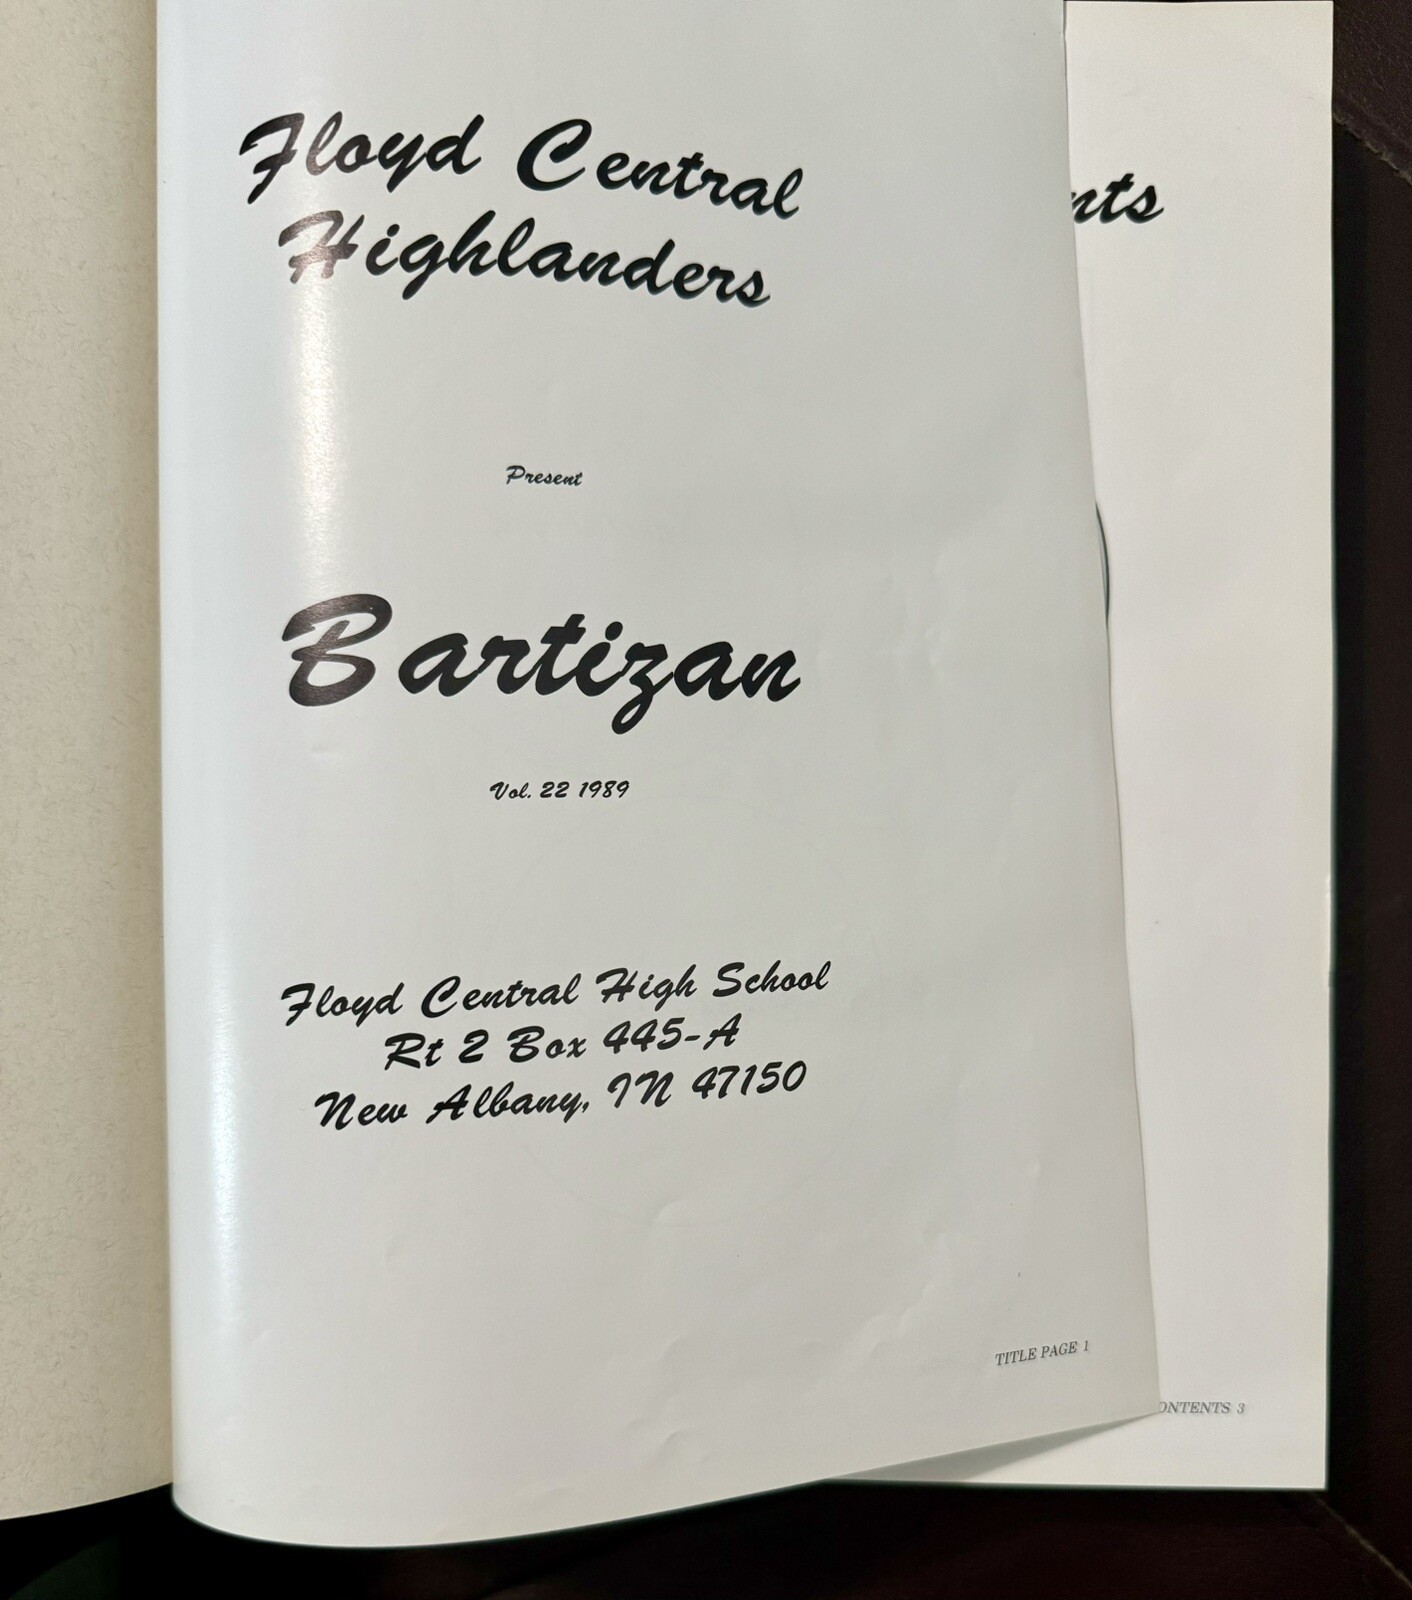 Floyd Central
Highlanders
Present
Bartizan
Vol. 22 1989
Floyd Central High School
Rt 2 Box 445-A
New Albany, IN 47150
TITLE PAGE 1
nts
ONTENTS 3